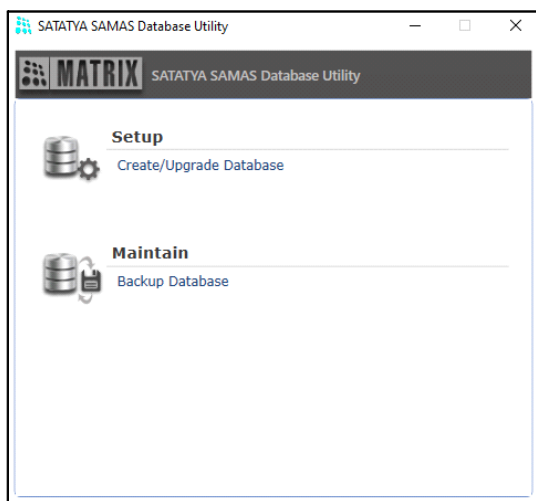 SATATYA SAMAS Database Utility
MATRIX SATATYA SAMAS Database Utility
Setup
Create/Upgrade Database
Maintain
Backup Database